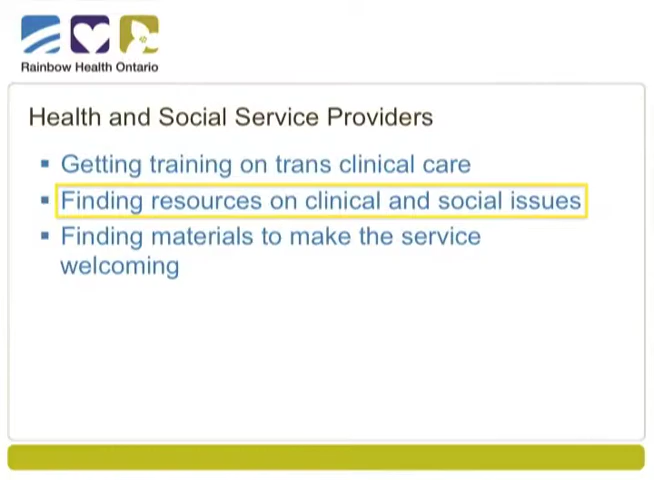 Rainbow Health Ontario
Health and Social Service Providers
Getting training on trans clinical care
Finding resources on clinical and social issues
Finding materials to make the service
welcoming